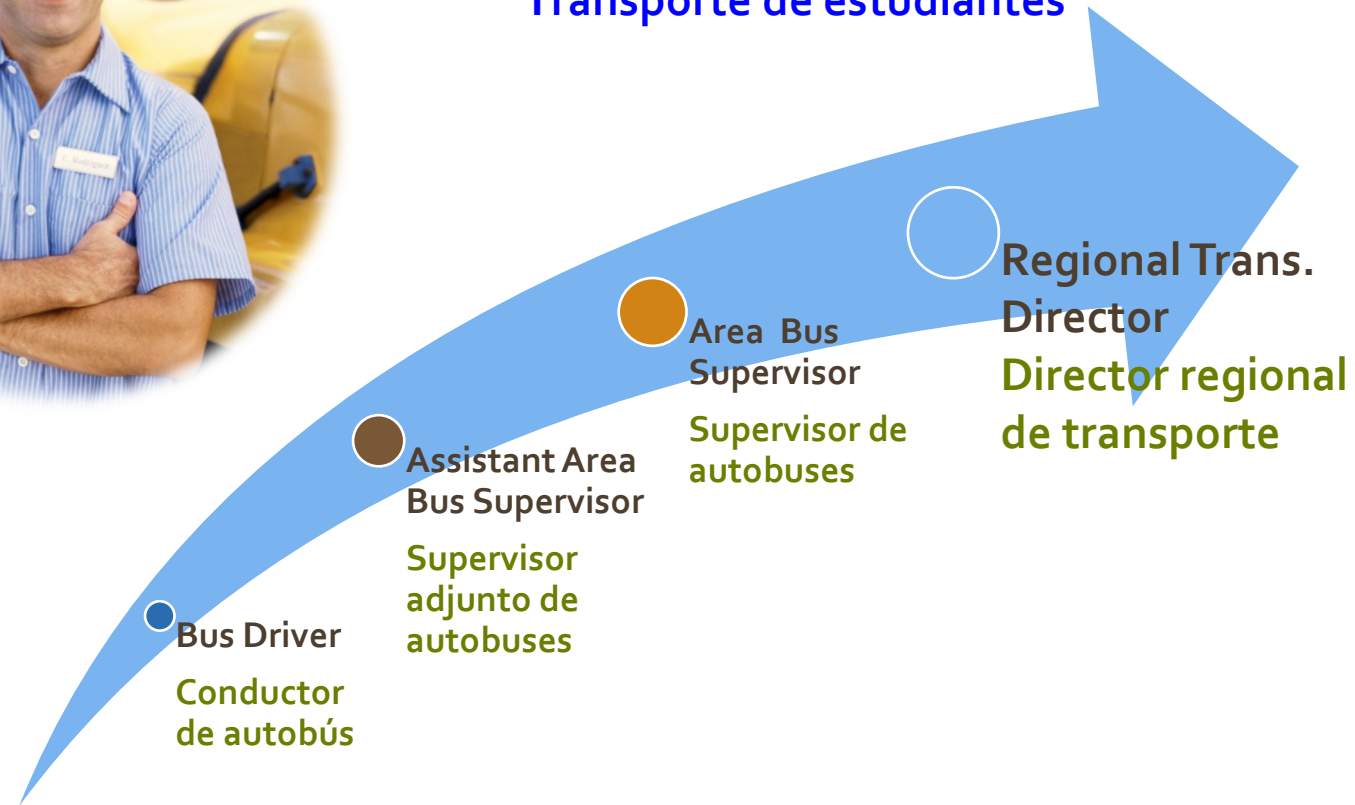 Transporte de estudiantes
Regional Trans.
Director
Director regional
de transporte
Area Bus
Supervisor
Supervisor de
autobuses
Assistant Area
Bus Supervisor
Supervisor
adjunto de
autobuses
Bus Driver
Conductor
de autobús